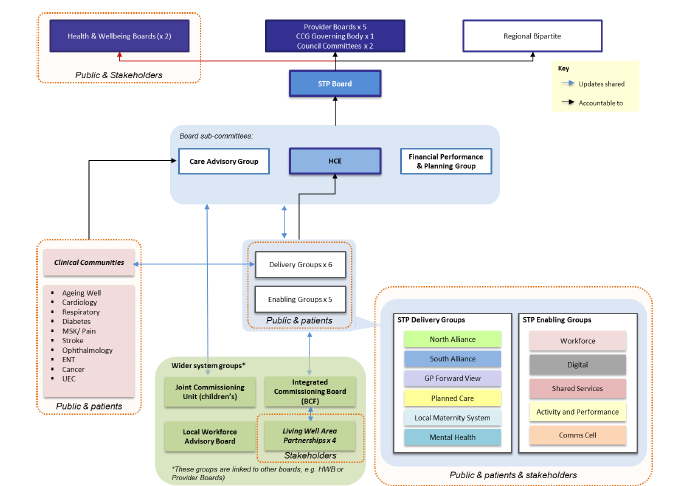 Health & Wellbeing Boards (x 2)
Public & Stakeholders
Provider Boards x 5
CCG Governing Body x 1
Council Committees x 2
Regional Bipartite
STP Board
Key
Updates shared
Accountable to
Board sub-committees:
Care Advisory Group
HCE
Financial Performance
& Planning Group
Clinical Communities
▪ Ageing Well
▪ Cardiology
▪ Respiratory
▪ Diabetes
▪ MSK/ Pain
▪ Stroke
▪ Ophthalmology
▪ ENT
▪ Cancer
▪ UEC
Public & patients
Delivery Groups x 6
Enabling Groups x 5
Public & patients
Wider system groups*
Joint Commissioning
Unit (children's)
Integrated
Commissioning Board
(BCF)
Local Workforce
Advisory Board
Living Well Area
Partnerships x 4
Stakeholders
*These groups are linked to other boards, e.g. HWB or
Provider Boards)
STP Delivery Groups
North Alliance
South Alliance
GP Forward View
Planned Care
Local Maternity System
Mental Health
STP Enabling Groups
Workforce
Digital
Shared Services
Activity and Performance
Comms Cell
Public & patients & stakeholders